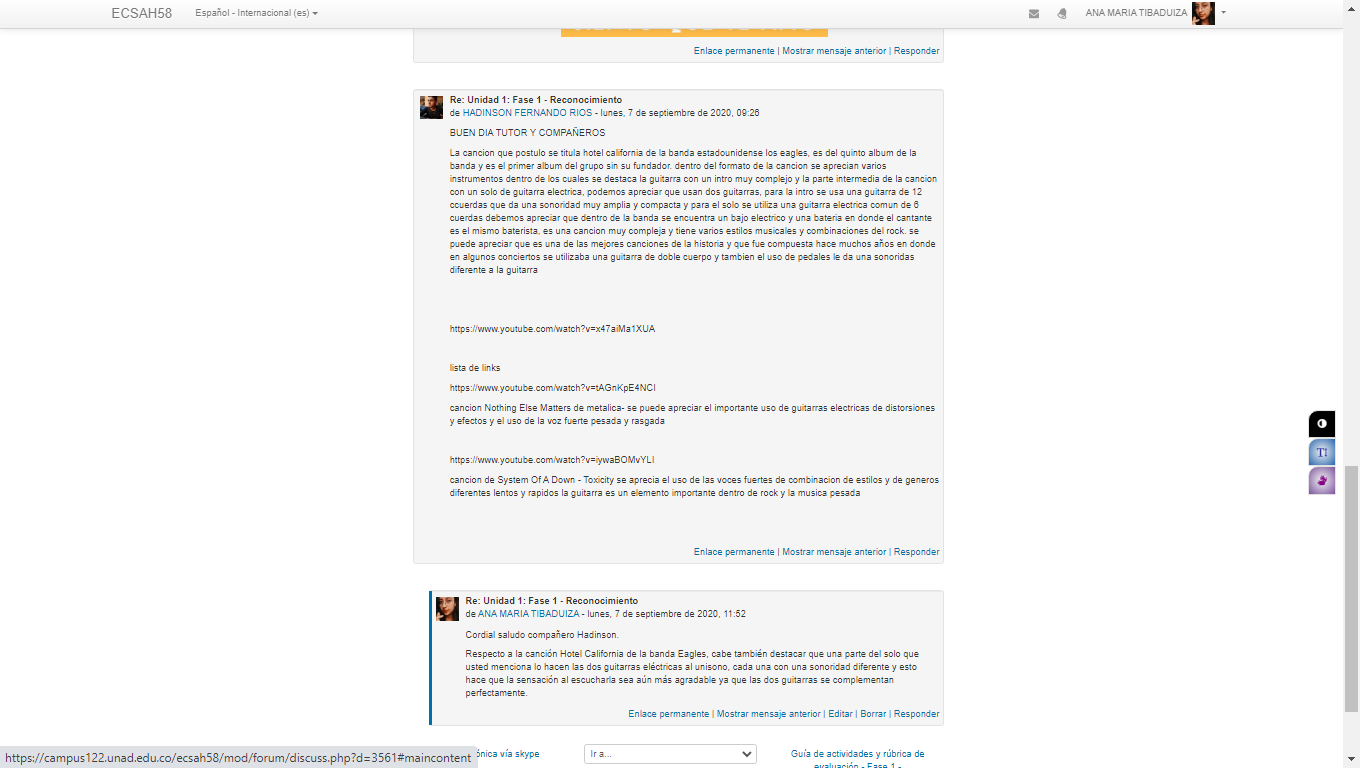 ECSAH58 Español - Internacional (es) ANA MARIA TIBADUIZA
Enlace permanente | Mostrar mensaje anterior | Responder
Re: Unidad 1: Fase 1 - Reconocimiento
de HADINSON FERNANDO RIOS - lunes, 7 de septiembre de 2020, 09:26
BUEN DIA TUTOR Y COMPAÑEROS
La cancion que postulo se titula hotel california de la banda estadounidense los eagles, es del quinto album de la
banda y es el primer album del grupo sin su fundador. dentro del formato de la cancion se aprecian varios
instrumentos dentro de los cuales se destaca la guitarra con un intro muy complejo y la parte intermedia de la cancion
con un solo de guitarra electrica, podemos apreciar que usan dos guitarras, para la intro se usa una guitarra de 12
ccuerdas que da una sonoridad muy amplia y compacta y para el solo se utiliza una guitarra electrica comun de 6
cuerdas debemos apreciar que dentro de la banda se encuentra un bajo electrico y una bateria en donde el cantante
es el mismo baterista, es una cancion muy compleja y tiene varios estilos musicales y combinaciones del rock. se
puede apreciar que es una de las mejores canciones de la historia y que fue compuesta hace muchos años en donde
en algunos conciertos se utilizaba una guitarra de doble cuerpo y tambien el uso de pedales le da una sonoridas
diferente a la guitarra
https://www.youtube.com/watch?v=x47aiMa1XUA
lista de links
https://www.youtube.com/watch?v=tAGnKpE4NCI
cancion Nothing Else Matters de metalica- se puede apreciar el importante uso de guitarras electricas de distorsiones
y efectos y el uso de la voz fuerte pesada y rasgada
https://www.youtube.com/watch?v=iywaBOMvYLI
cancion de System Of A Down - Toxicity se aprecia el uso de las voces fuertes de combinacion de estilos y de generos
diferentes lentos y rapidos la guitarra es un elemento importante dentro de rock y la musica pesada
Enlace permanente | Mostrar mensaje anterior | Responder
Re: Unidad 1: Fase 1 - Reconocimiento
de ANA MARIA TIBADUIZA - lunes, 7 de septiembre de 2020, 11:52
Cordial saludo compañero Hadinson.
Respecto a la canción Hotel California de la banda Eagles, cabe también destacar que una parte del solo que
usted menciona lo hacen las dos guitarras eléctricas al unisono, cada una con una sonoridad diferente y esto
hace que la sensación al escucharla sea aún más agradable ya que las dos guitarras se complementan
perfectamente.
Enlace permanente | Mostrar mensaje anterior | Editar | Borrar | Responder
vía skype Ir a... Guía de actividades y rúbrica de
evaluación - Fase 1 -
https://campus122.unad.edu.co/ecsah58/mod/forum/discuss.php?d=3561#maincontent